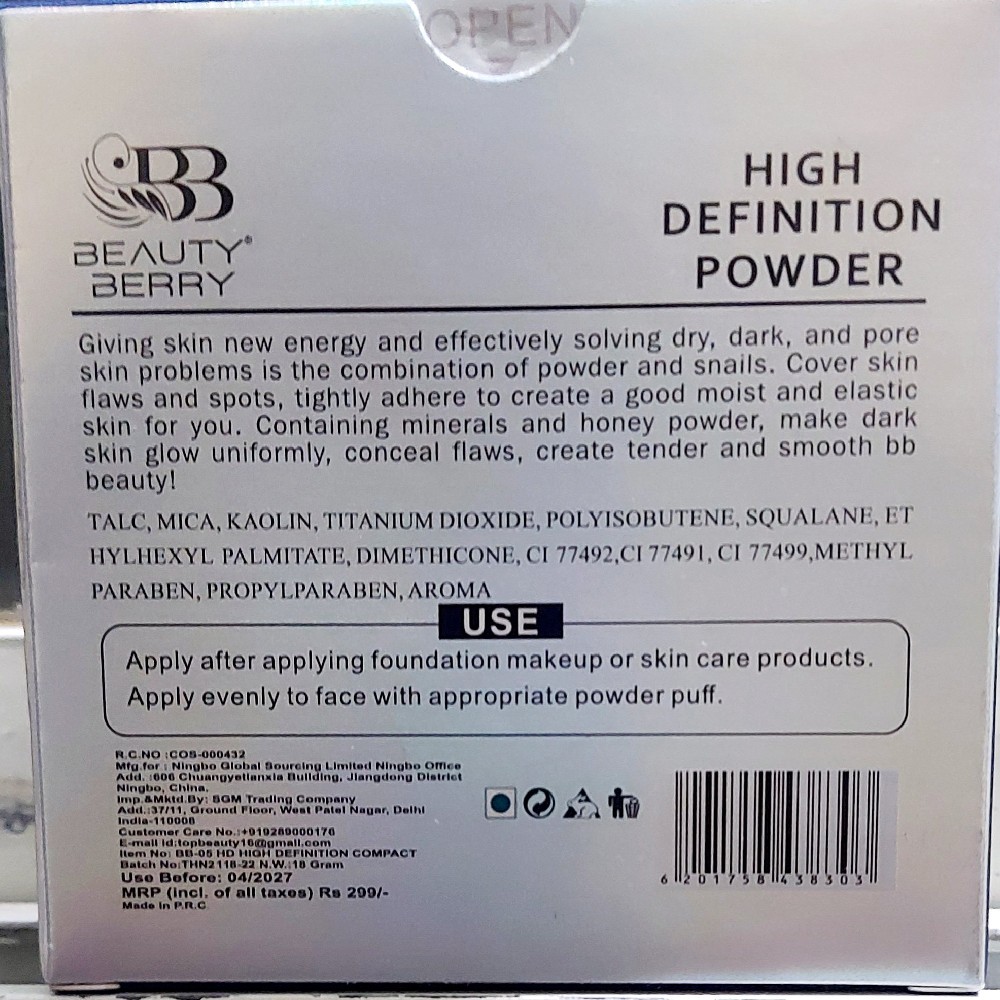 OPEN
BB
BEAUTY®
BERRY
HIGH
DEFINITION
POWDER
Giving skin new energy and effectively solving dry, dark, and pore
skin problems is the combination of powder and snails. Cover skin
flaws and spots, tightly adhere to create a good moist and elastic
skin for you. Containing minerals and honey powder, make dark
skin glow uniformly, conceal flaws, create tender and smooth bb
beauty!
TALC, MICA, KAOLIN, TITANIUM DIOXIDE, POLYISOBUTENE, SQUALANE, ET
HYLHEXYL PALMITATE, DIMETHICONE, CI 77492,CI 77491, CI 77499,METHYL
PARABEN, PROPYLPARABEN, AROMA
USE
Apply after applying foundation makeup or skin care products.
Apply evenly to face with appropriate powder puff.
R.C.NO :COS-000432
Mfg.for : Ningbo Global Sourcing Limited Ningbo Office
Add. :606 Chuangyetianxia Building, Jiangdong District
Ningbo, China.
Imp.&Mktd.By: SGM Trading Company
Add.:37/11, Ground Floor, West Patel Nagar, Delhi
India-110008
Customer Care No.:+919289000176
E-mail id:topbeauty16@gmail.com
Item No: BB-05 HD HIGH DEFINITION COMPACT
Batch No:THN2118-22 N.W.:18 Gram
Use Before: 04/2027
MRP (incl. of all taxes) Rs 299/-
Made in P.R.C
6 201758 438303